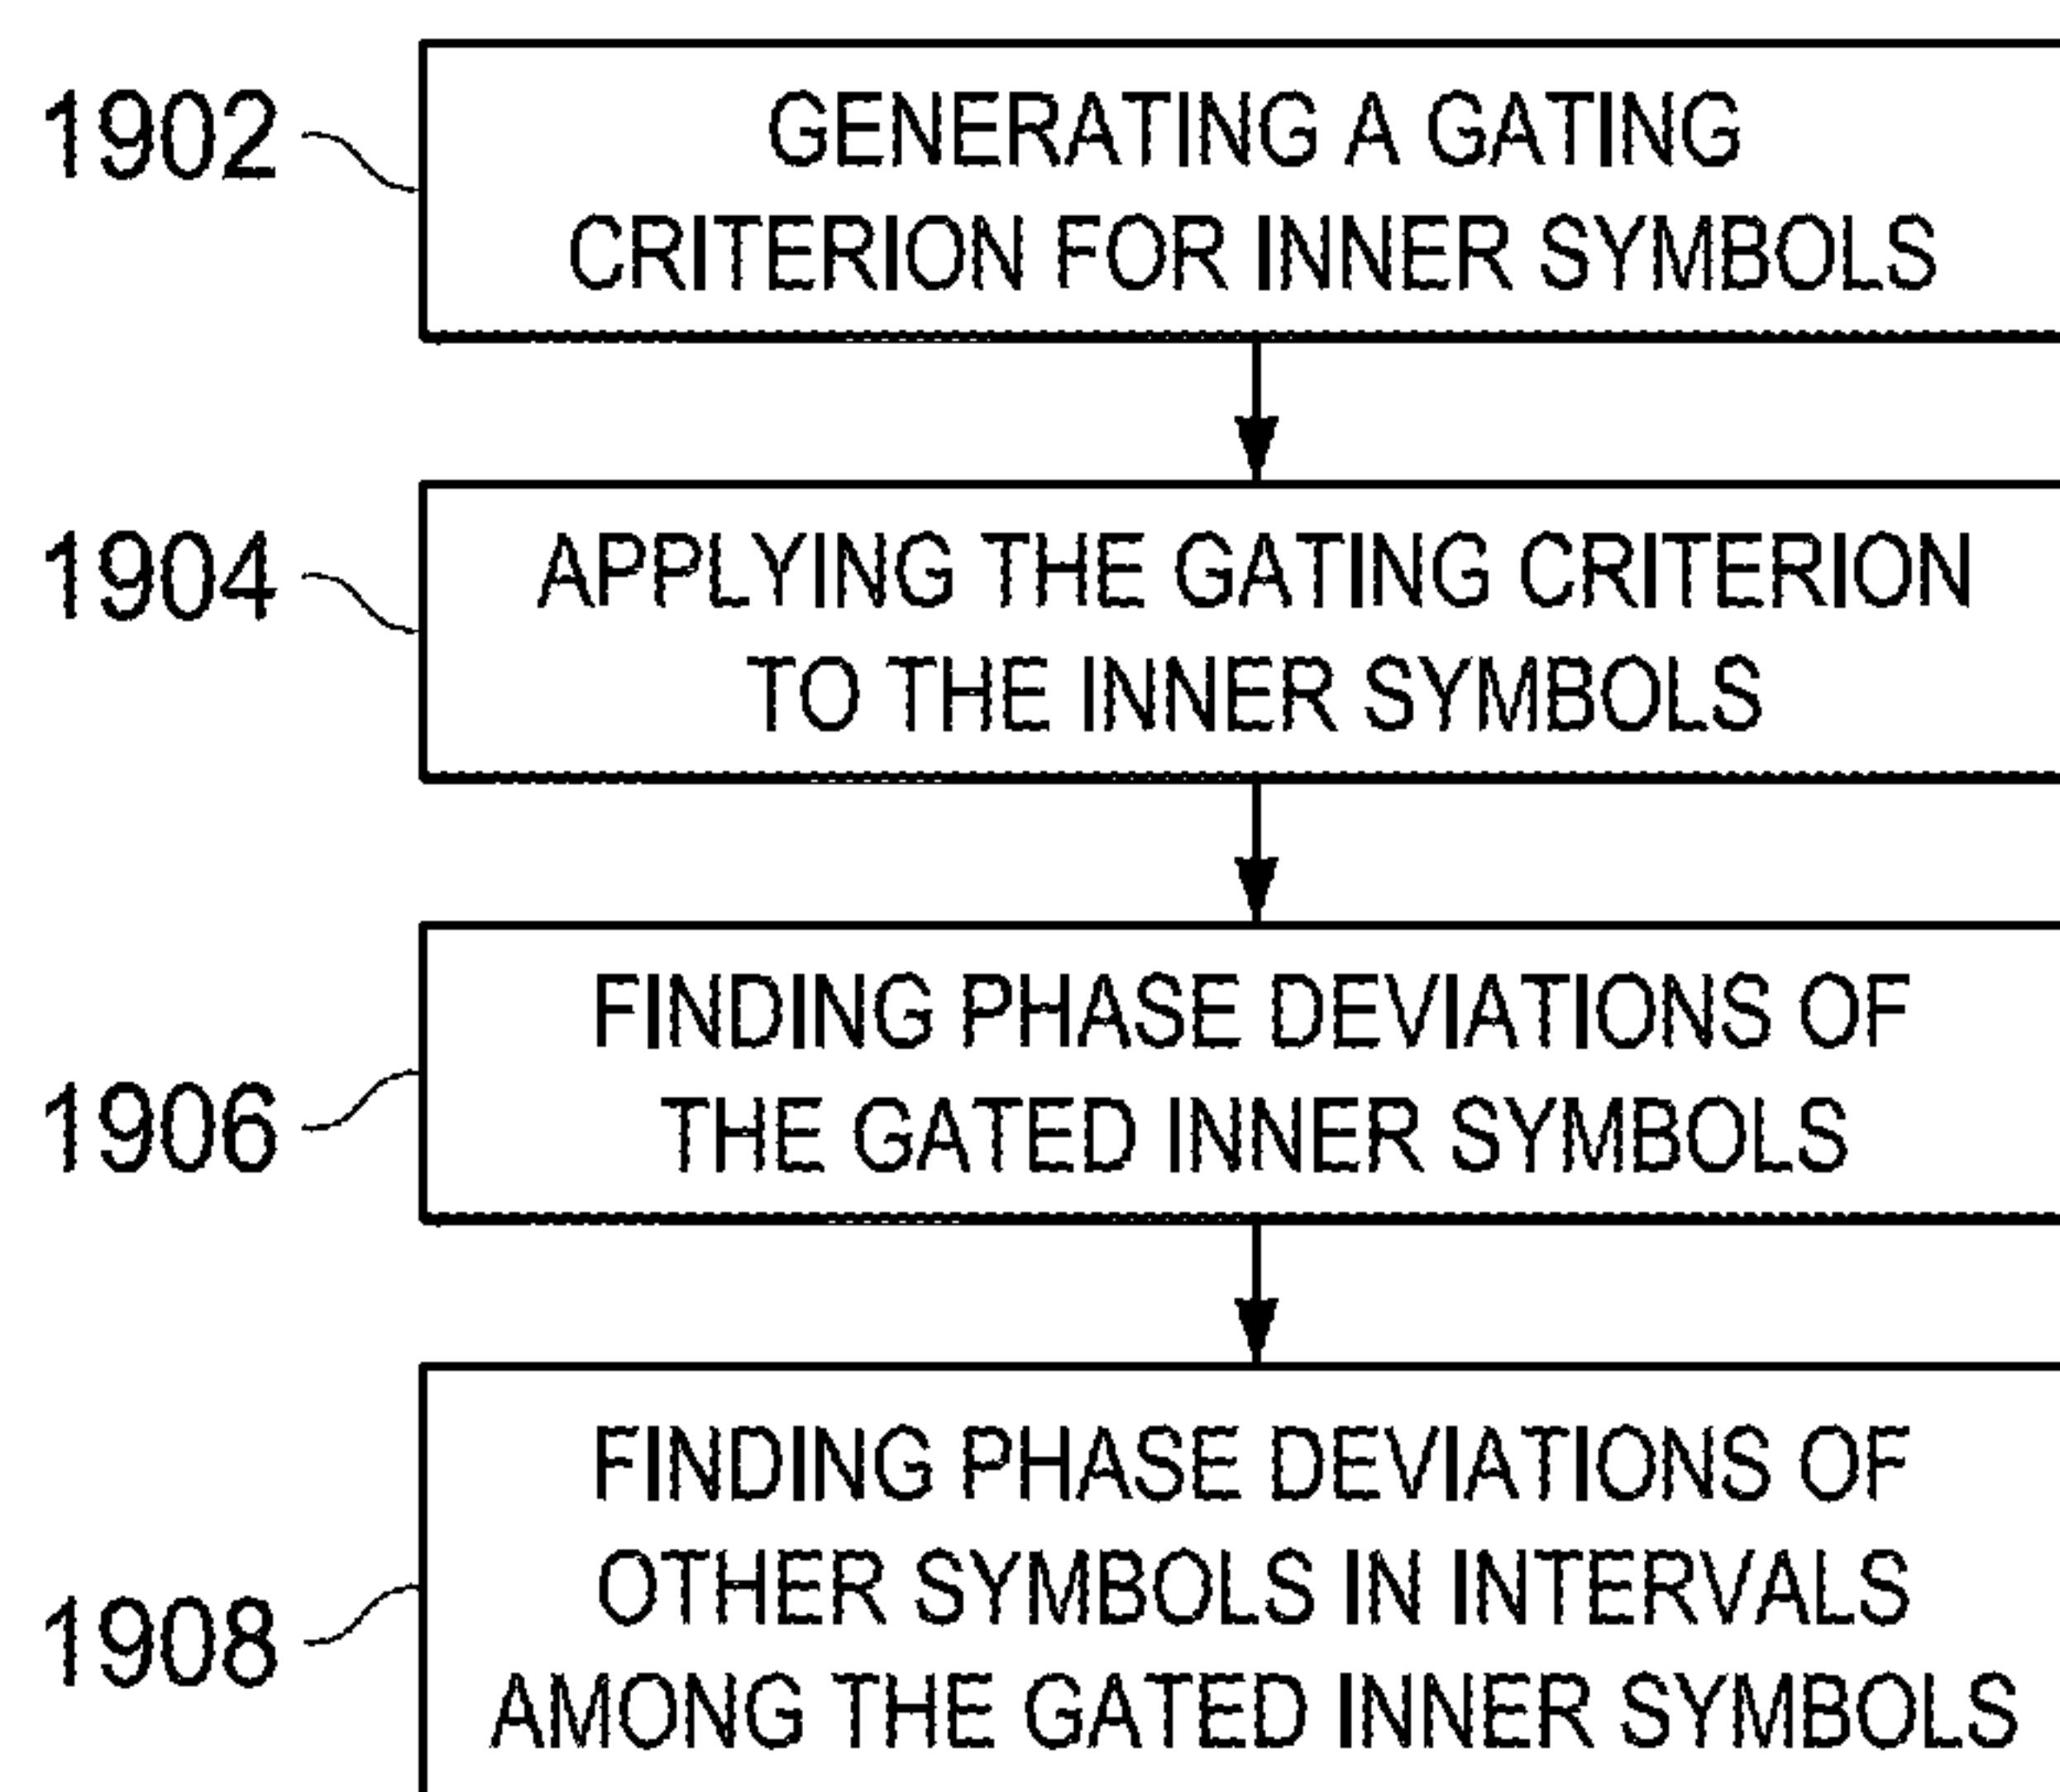 1902
GENERATING A GATING
CRITERION FOR INNER SYMBOLS
1904
APPLYING THE GATING CRITERION
TO THE INNER SYMBOLS
1906
FINDING PHASE DEVIATIONS OF
THE GATED INNER SYMBOLS
1908
FINDING PHASE DEVIATIONS OF
OTHER SYMBOLS IN INTERVALS
AMONG THE GATED INNER SYMBOLS